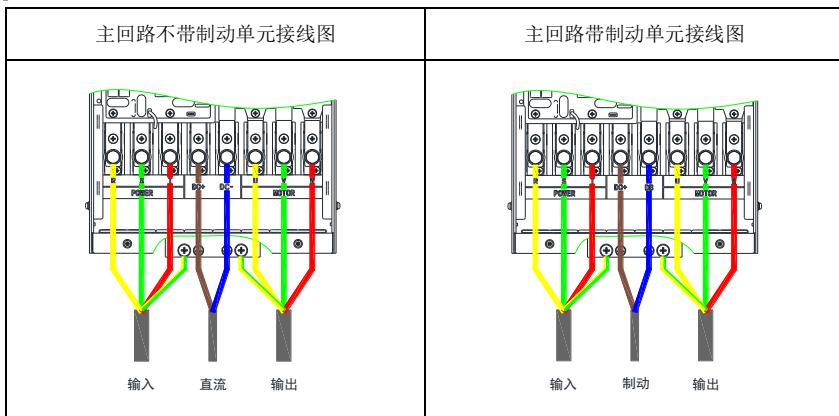 主回路不带制动单元接线图
主回路带制动单元接线图
R S T DC+ DC- U V W
POWER MOTOR
输入 直流 输出
R S T DC+ DB U V W
POWER MOTOR
输入 制动 输出